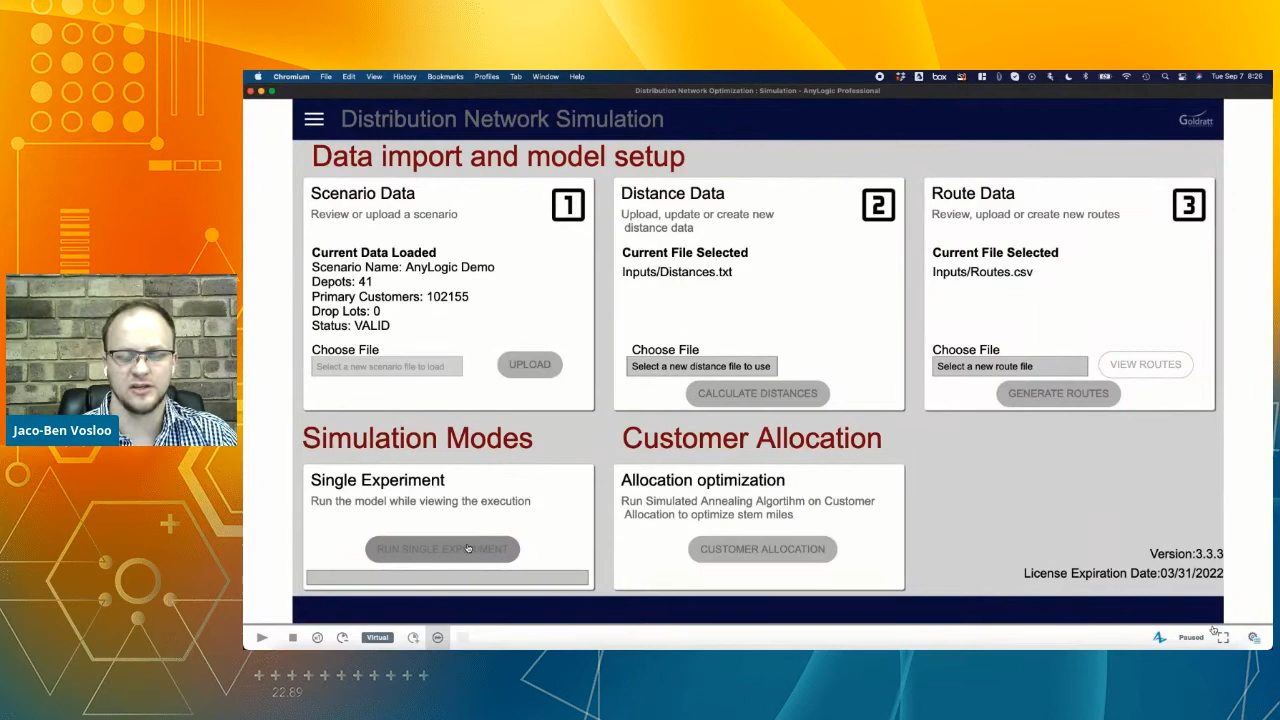 Chromium File Edit View History Bookmarks Profiles Tab Window Help
box
Tue Sep 7 8:26
Distribution Network Optimization : Simulation - AnyLogic Professional
Distribution Network Simulation
Goldratt
Data import and model setup
Scenario Data
1
Review or upload a scenario
Current Data Loaded
Scenario Name: AnyLogic Demo
Depots: 41
Primary Customers: 102155
Drop Lots: 0
Status: VALID
Choose File
Select a new scenario file to load
UPLOAD
Distance Data
2
Upload, update or create new
distance data
Current File Selected
Inputs/Distances.txt
Choose File
Select a new distance file to use
CALCULATE DISTANCES
Route Data
3
Review, upload or create new routes
Current File Selected
Inputs/Routes.csv
Choose File
Select a new route file
VIEW ROUTES
GENERATE ROUTES
Simulation Modes
Single Experiment
Run the model while viewing the execution
RUN SINGLE EXPERIMENT
Customer Allocation
Allocation optimization
Run Simulated Annealing Algortihm on Customer
Allocation to optimize stem miles
CUSTOMER ALLOCATION
Version:3.3.3
License Expiration Date:03/31/2022
Virtual
Paused
Jaco-Ben Vosloo
22,89